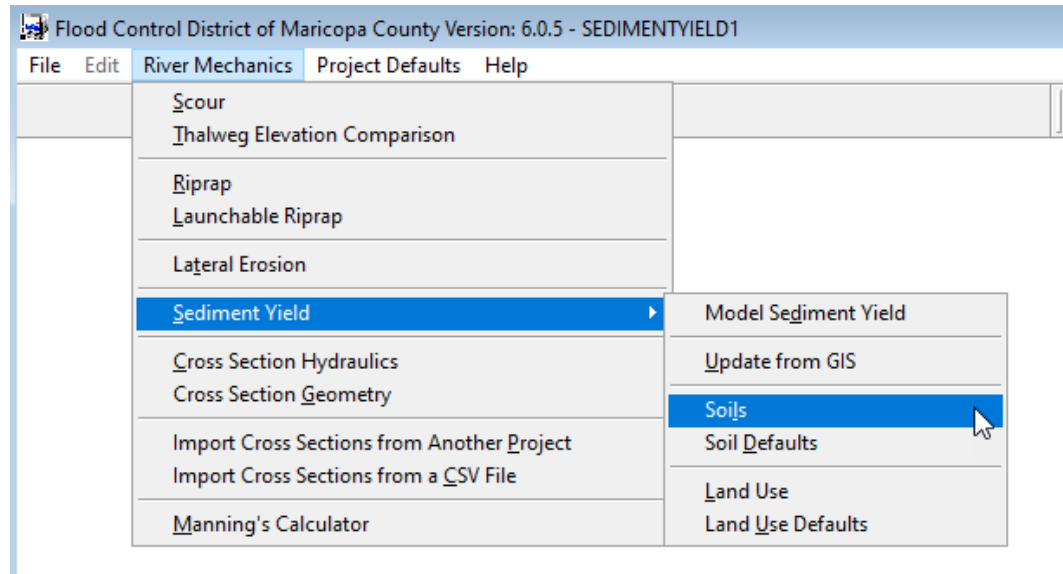 Flood Control District of Maricopa County Version: 6.0.5 - SEDIMENTYIELD1
File Edit River Mechanics Project Defaults Help
Scour
Thalweg Elevation Comparison
Riprap
Launchable Riprap
Lateral Erosion
Sediment Yield
Cross Section Hydraulics
Cross Section Geometry
Import Cross Sections from Another Project
Import Cross Sections from a CSV File
Manning's Calculator
Model Sediment Yield
Update from GIS
Soils
Soil Defaults
Land Use
Land Use Defaults